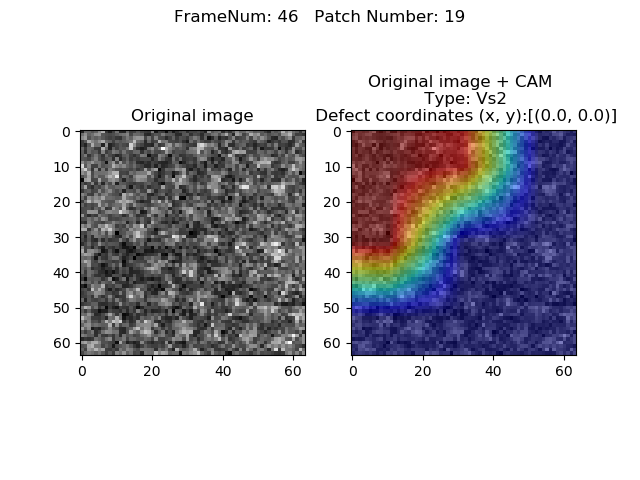 FrameNum: 46   Patch Number: 19
Original image
Original image + CAM
Type: Vs2
Defect coordinates (x, y):[(0.0, 0.0)]
0
10
20
30
40
50
60
0 20 40 60
0
10
20
30
40
50
60
0 20 40 60